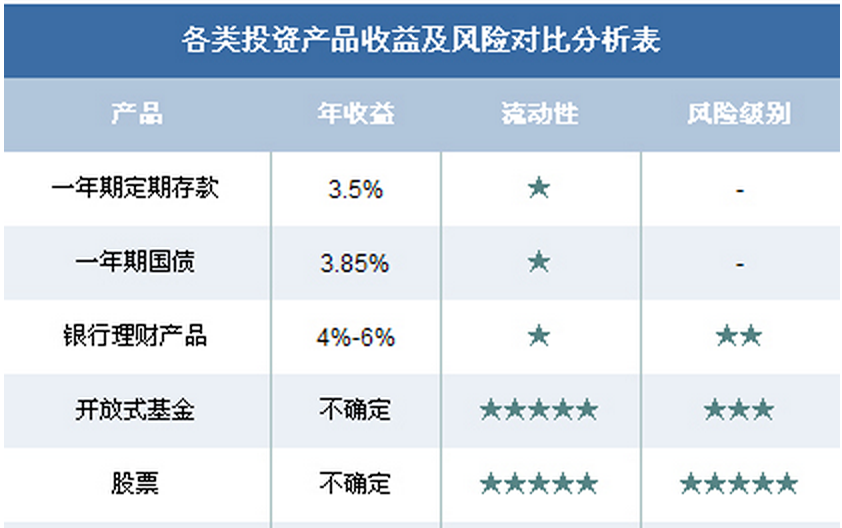 各类投资产品收益及风险对比分析表
产品 年收益 流动性 风险级别
一年期定期存款 3.5% ★ -
一年期国债 3.85% ★ -
银行理财产品 4%-6% ★ ★★
开放式基金 不确定 ★★★★★ ★★★
股票 不确定 ★★★★★ ★★★★★